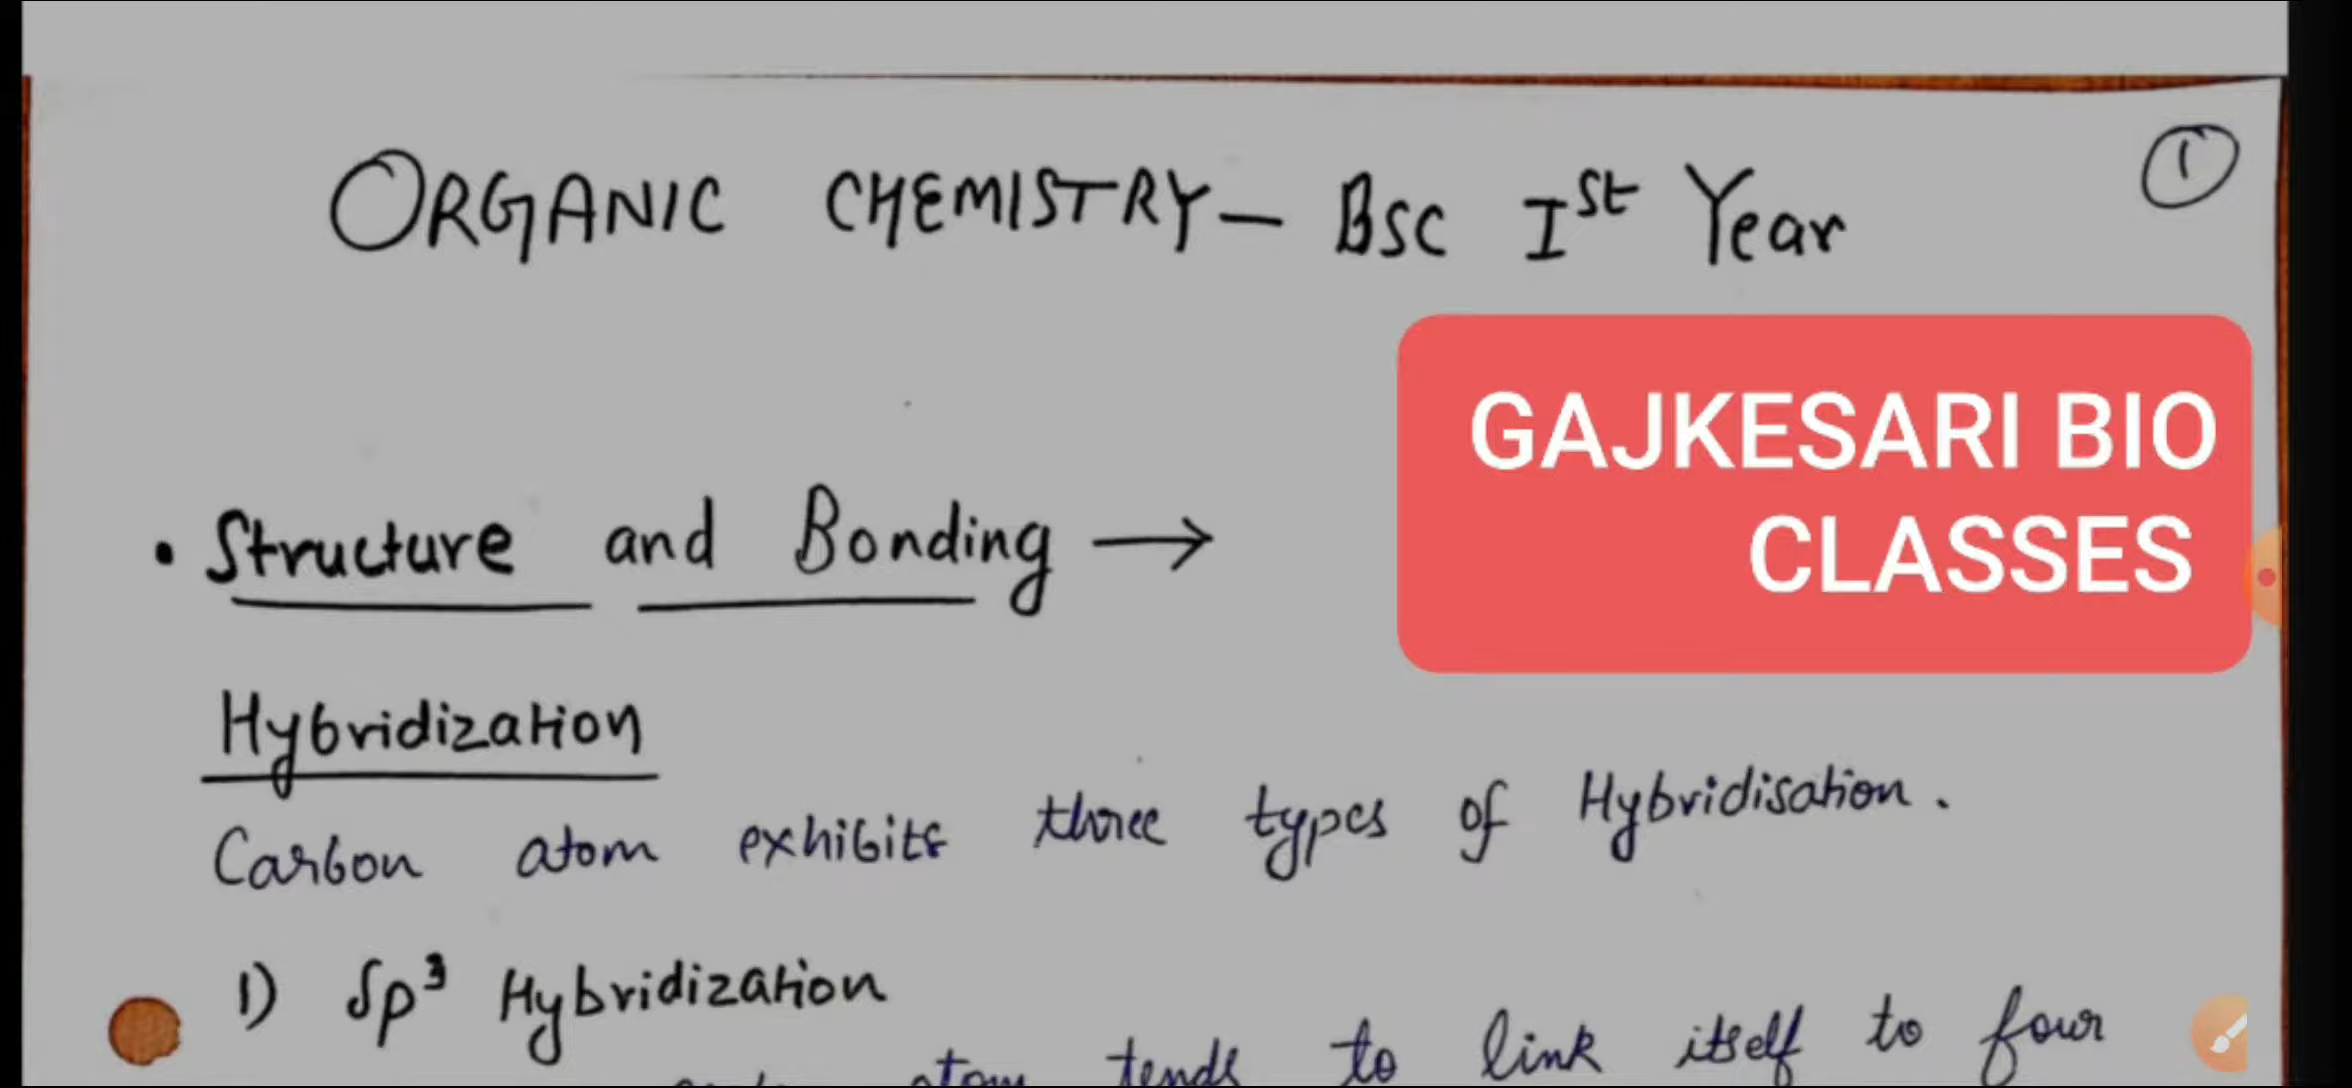 ORGANIC CHEMISTRY - BSC Ist Year
1
GAJKESARI BIO
CLASSES
• Structure and Bonding →
Hybridization
Carbon atom exhibits three types of Hybridisation.
1) Sp³ Hybridization
atom tends to link itself to four